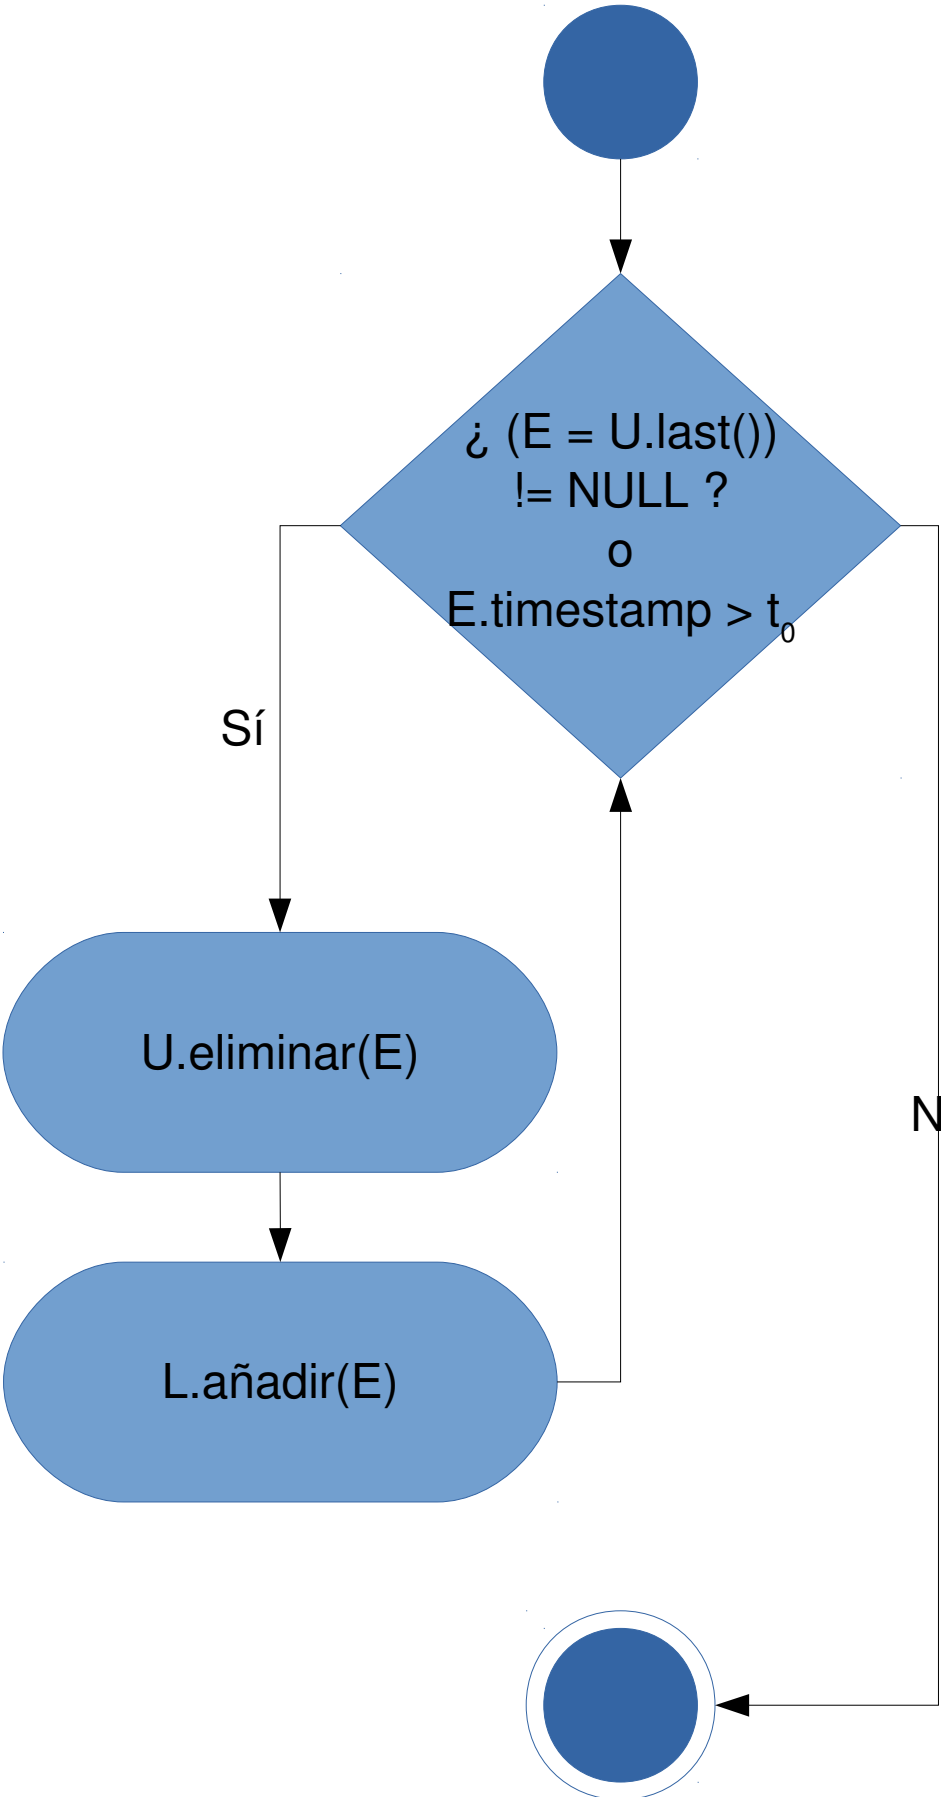 ¿ (E = U.last())
!= NULL ?
o
E.timestamp > t₀
Sí
U.eliminar(E)
N
L.añadir(E)